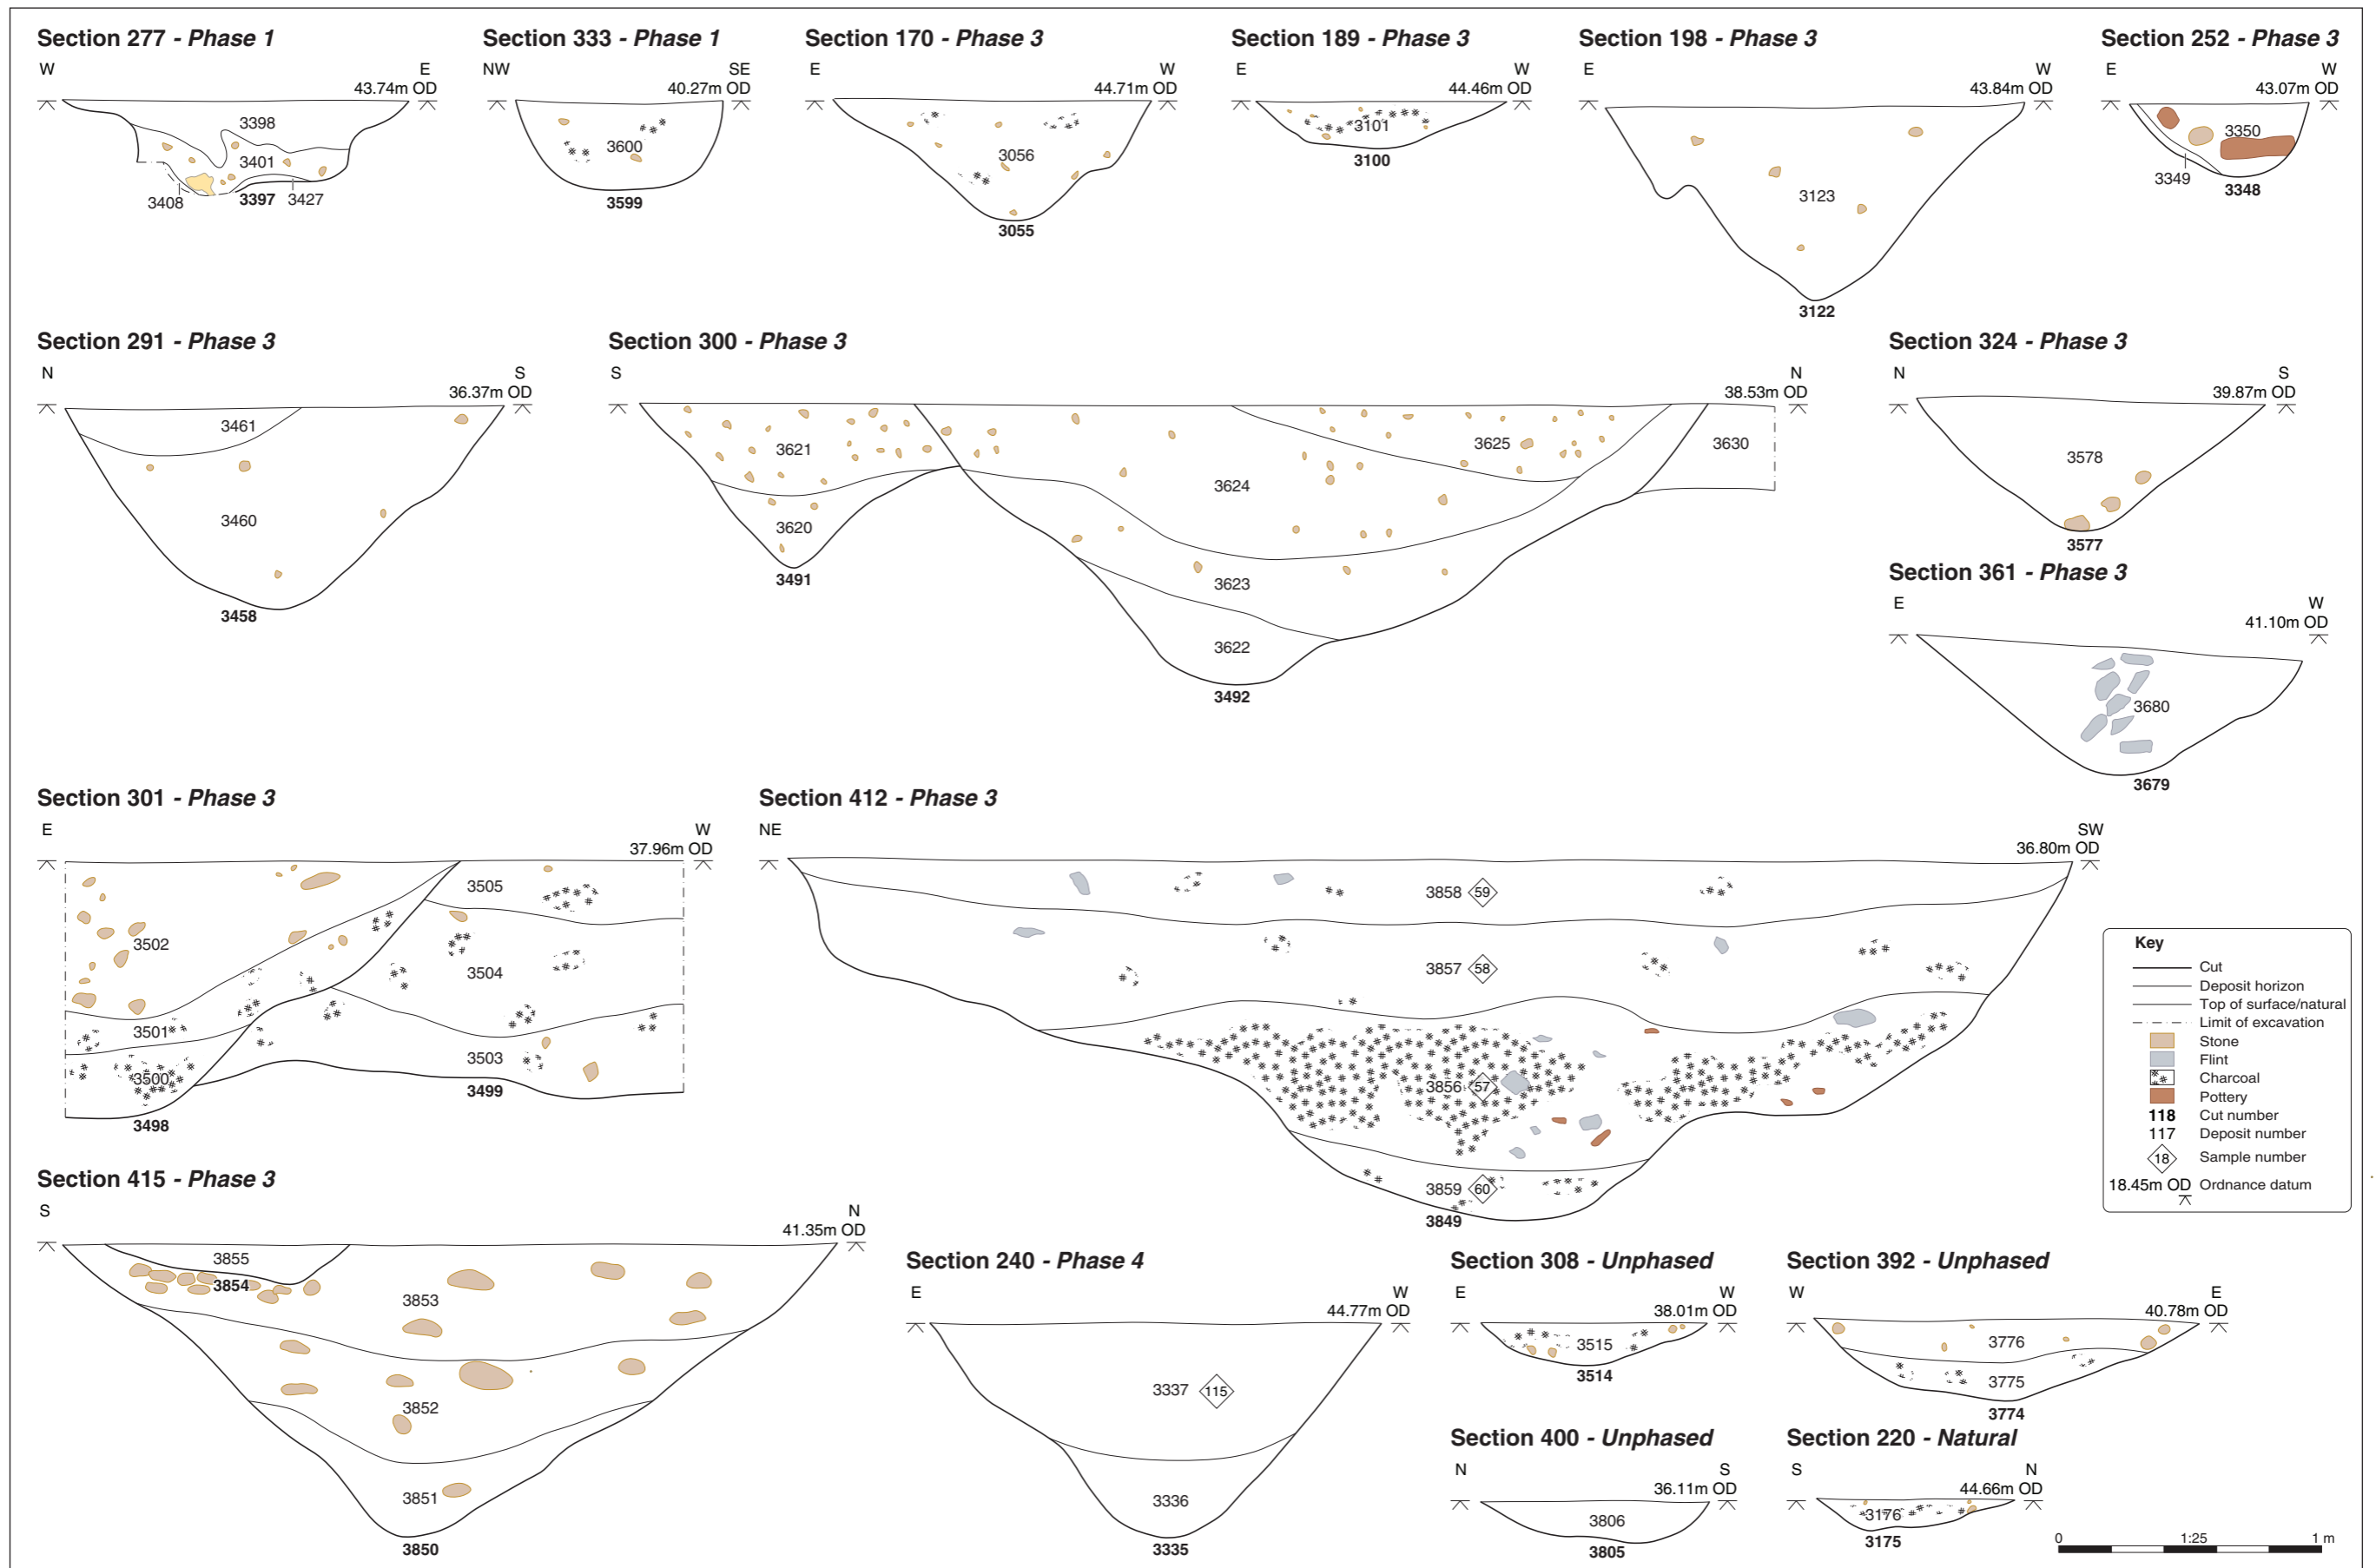 Section 277 - Phase 1
W
E
43.74m OD
3398
3401
3408
3397
3427
Section 333 - Phase 1
NW
SE
40.27m OD
3600
3599
Section 170 - Phase 3
E
W
44.71m OD
3056
3055
Section 189 - Phase 3
E
W
44.46m OD
3101
3100
Section 198 - Phase 3
E
W
43.84m OD
3123
3122
Section 252 - Phase 3
E
W
43.07m OD
3350
3349
3348
Section 291 - Phase 3
N
S
36.37m OD
3461
3460
3458
Section 300 - Phase 3
S
N
38.53m OD
3621
3625
3630
3624
3620
3491
3623
3622
3492
Section 324 - Phase 3
N
S
39.87m OD
3578
3577
Section 361 - Phase 3
E
W
41.10m OD
3680
3679
Section 301 - Phase 3
E
W
37.96m OD
3505
3502
3504
3501
3503
3500
3499
3498
Section 412 - Phase 3
NE
SW
36.80m OD
3858 59
3857 58
3856 57
3859 60
3849
Key
Cut
Deposit horizon
Top of surface/natural
Limit of excavation
Stone
Flint
Charcoal
Pottery
118 Cut number
117 Deposit number
18 Sample number
18.45m OD Ordnance datum
Section 415 - Phase 3
S
N
41.35m OD
3855
3854
3853
3852
3851
3850
Section 240 - Phase 4
E
W
44.77m OD
3337 115
3336
3335
Section 308 - Unphased
E
W
38.01m OD
3515
3514
Section 392 - Unphased
W
E
40.78m OD
3776
3775
3774
Section 400 - Unphased
N
S
36.11m OD
3806
3805
Section 220 - Natural
S
N
44.66m OD
3176
3175
0 1:25 1 m